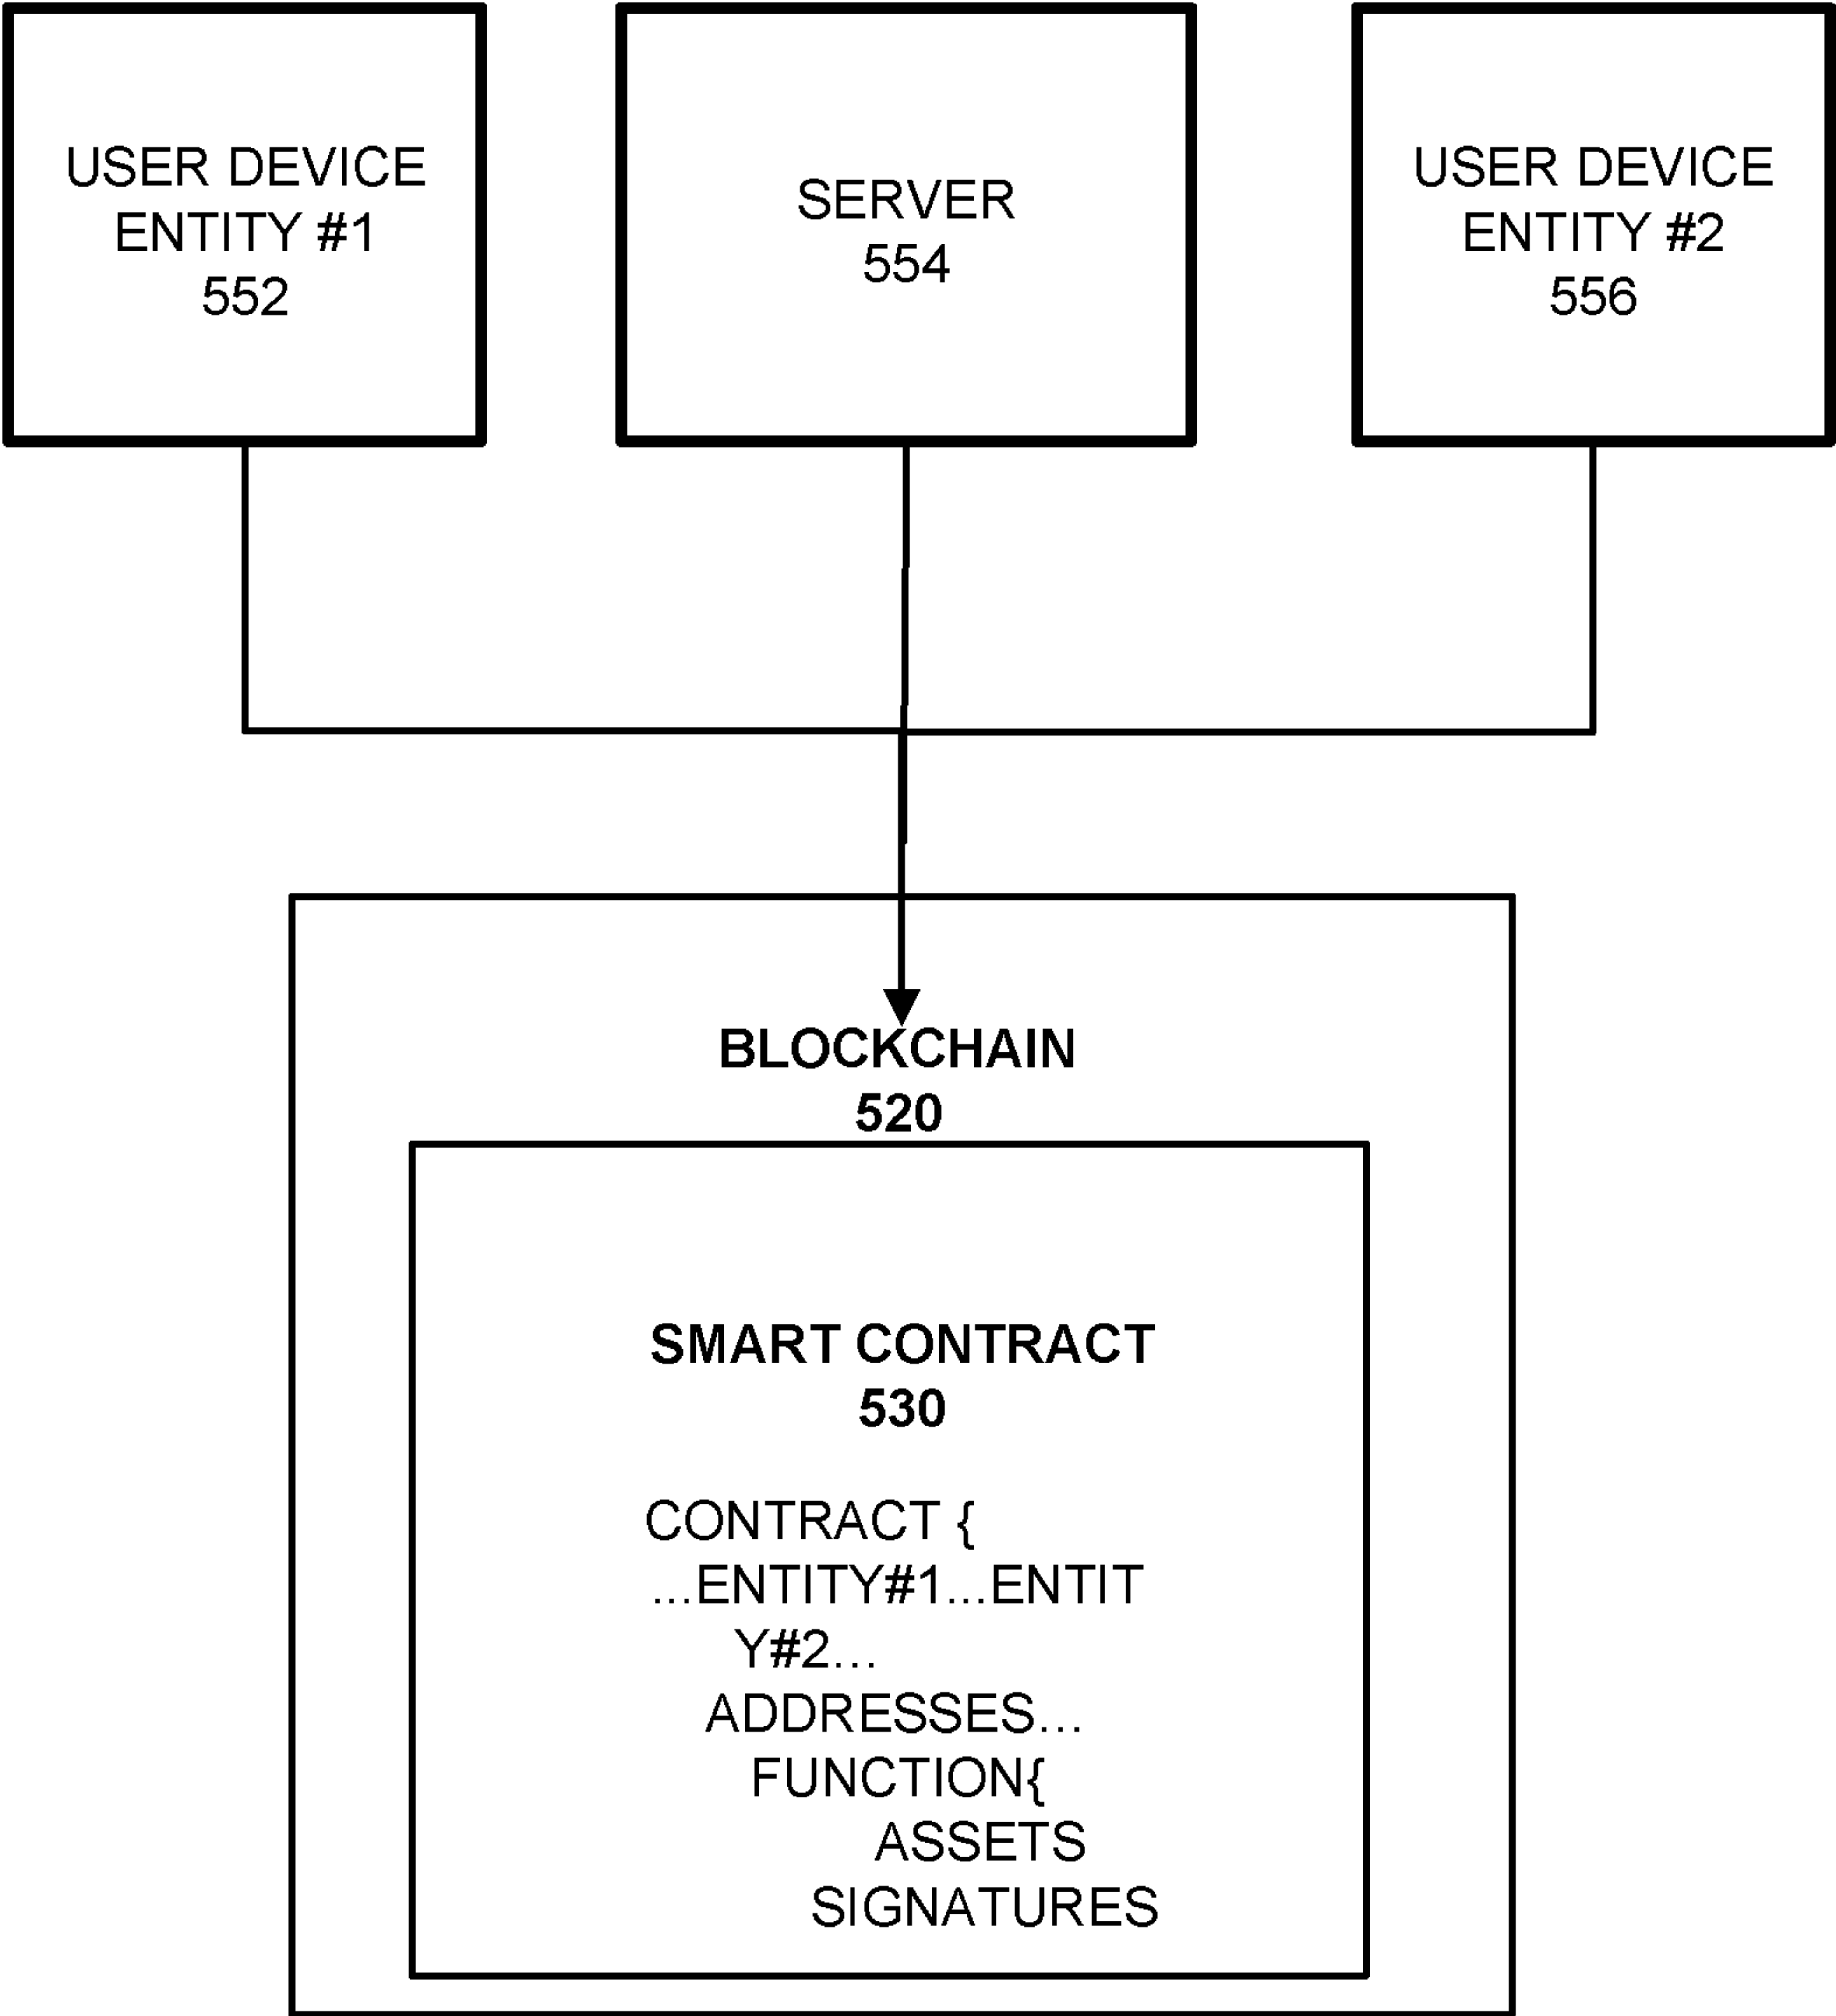 USER DEVICE
ENTITY #1
552
SERVER
554
USER DEVICE
ENTITY #2
556
BLOCKCHAIN
520
SMART CONTRACT
530
CONTRACT {
...ENTITY#1...ENTIT
Y#2...
ADDRESSES...
FUNCTION{
ASSETS
SIGNATURES